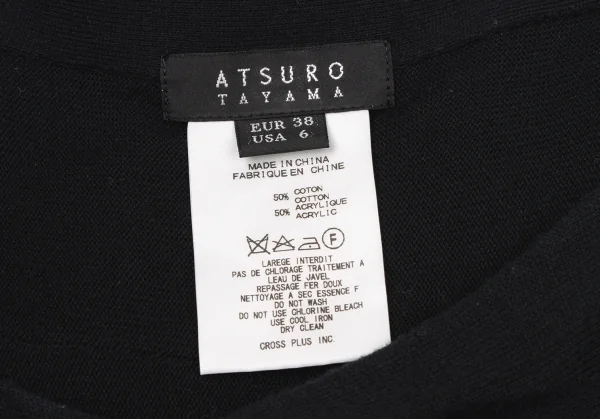 ATSURO
TAYAMA
EUR 38
USA 6
MADE IN CHINA
FABRIQUE EN CHINE
50% COTON
COTTON
50% ACRYLIQUE
ACRYLIC
F
LAREGE INTERDIT
PAS DE CHLORAGE TRAITEMENT A
LEAU DE JAVEL
REPASSAGE FER DOUX
NETTOYAGE A SEC ESSENCE F
DO NOT WASH
DO NOT USE CHLORINE BLEACH
USE COOL IRON
DRY CLEAN
CROSS PLUS INC.